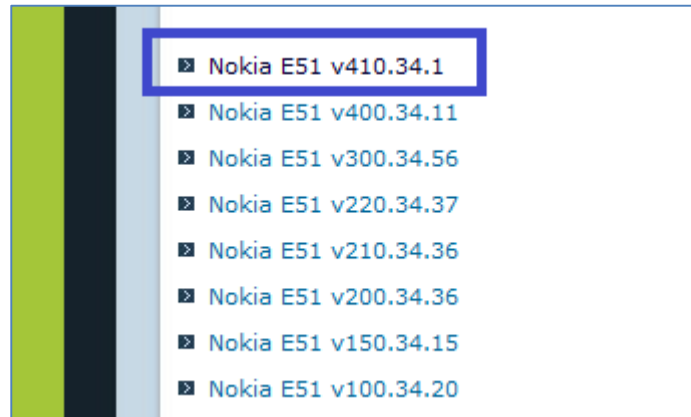 Nokia E51 v410.34.1
Nokia E51 v400.34.11
Nokia E51 v300.34.56
Nokia E51 v220.34.37
Nokia E51 v210.34.36
Nokia E51 v200.34.36
Nokia E51 v150.34.15
Nokia E51 v100.34.20